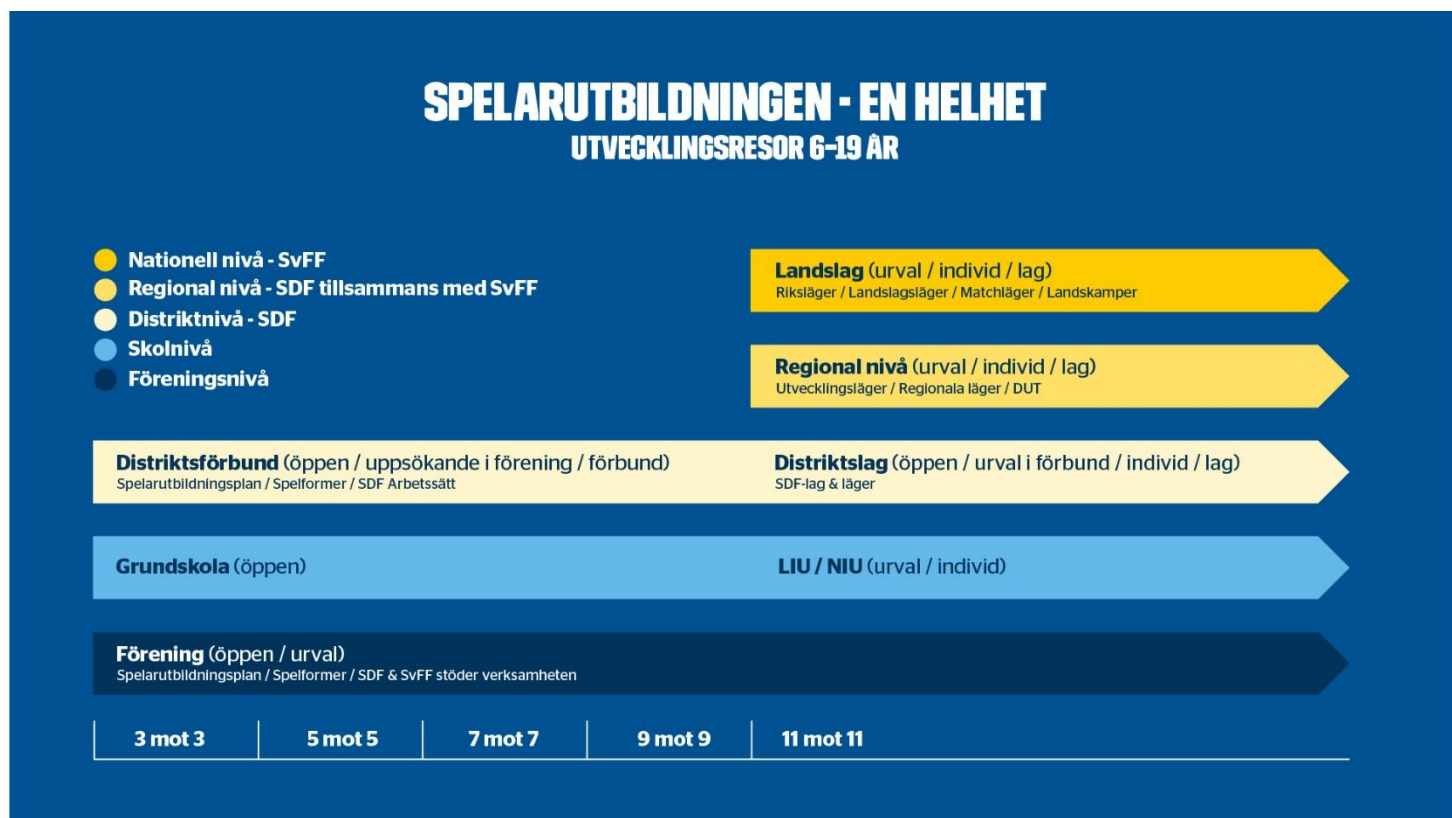 SPELARUTBILDNINGEN - EN HELHET
UTVECKLINGSRESOR 6-19 ÅR
Nationell nivå - SvFF
Regional nivå - SDF tillsammans med SvFF
Distriktnivå - SDF
Skolnivå
Föreningsnivå
Landslag (urval / individ / lag)
Riksläger / Landslagsläger / Matchläger / Landskamper
Regional nivå (urval / individ / lag)
Utvecklingsläger / Regionala läger / DUT
Distriktsförbund (öppen / uppsökande i förening / förbund)
Spelarutbildningsplan / Spelformer / SDF Arbetssätt
Distriktslag (öppen / urval i förbund / individ / lag)
SDF-lag & läger
Grundskola (öppen)
LIU / NIU (urval / individ)
Förening (öppen / urval)
Spelarutbildningsplan / Spelformer / SDF & SvFF stöder verksamheten
3 mot 3
5 mot 5
7 mot 7
9 mot 9
11 mot 11